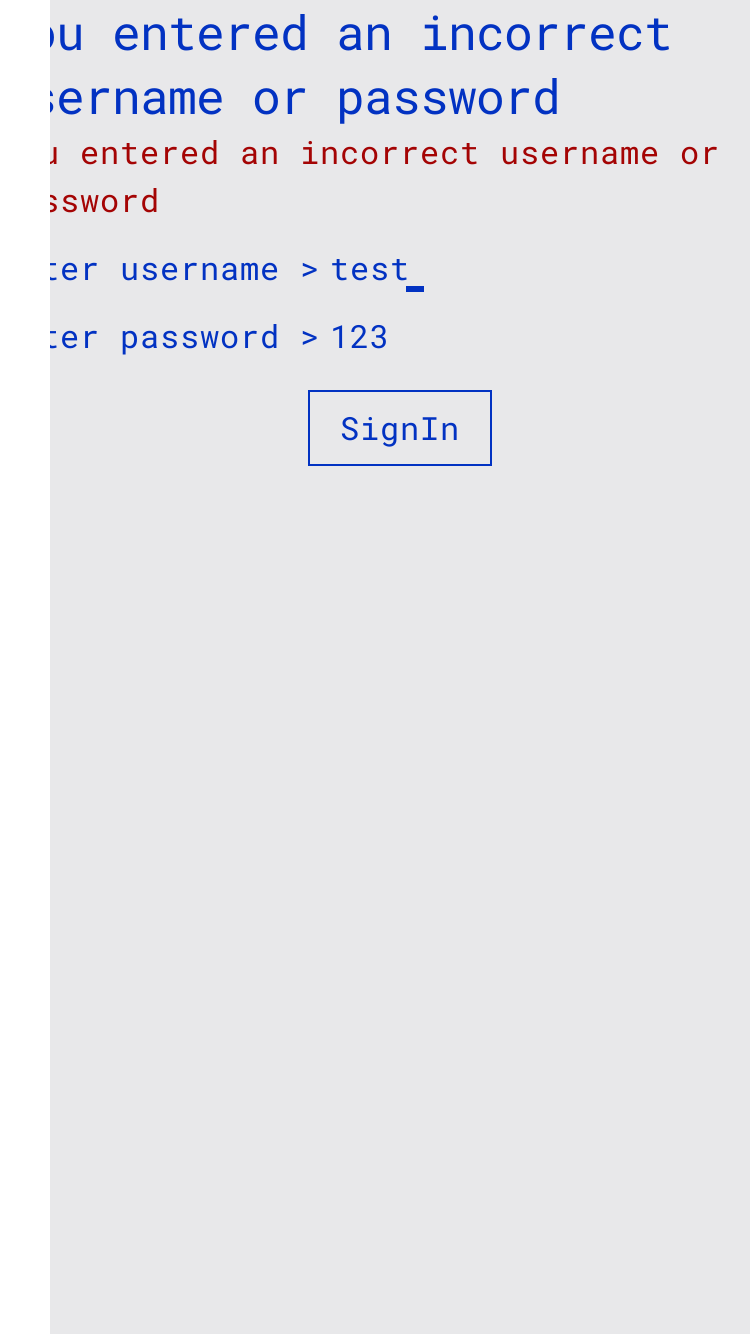 ou entered an incorrect
sername or password
u entered an incorrect username or
ssword
ter username > test_
ter password > 123
SignIn